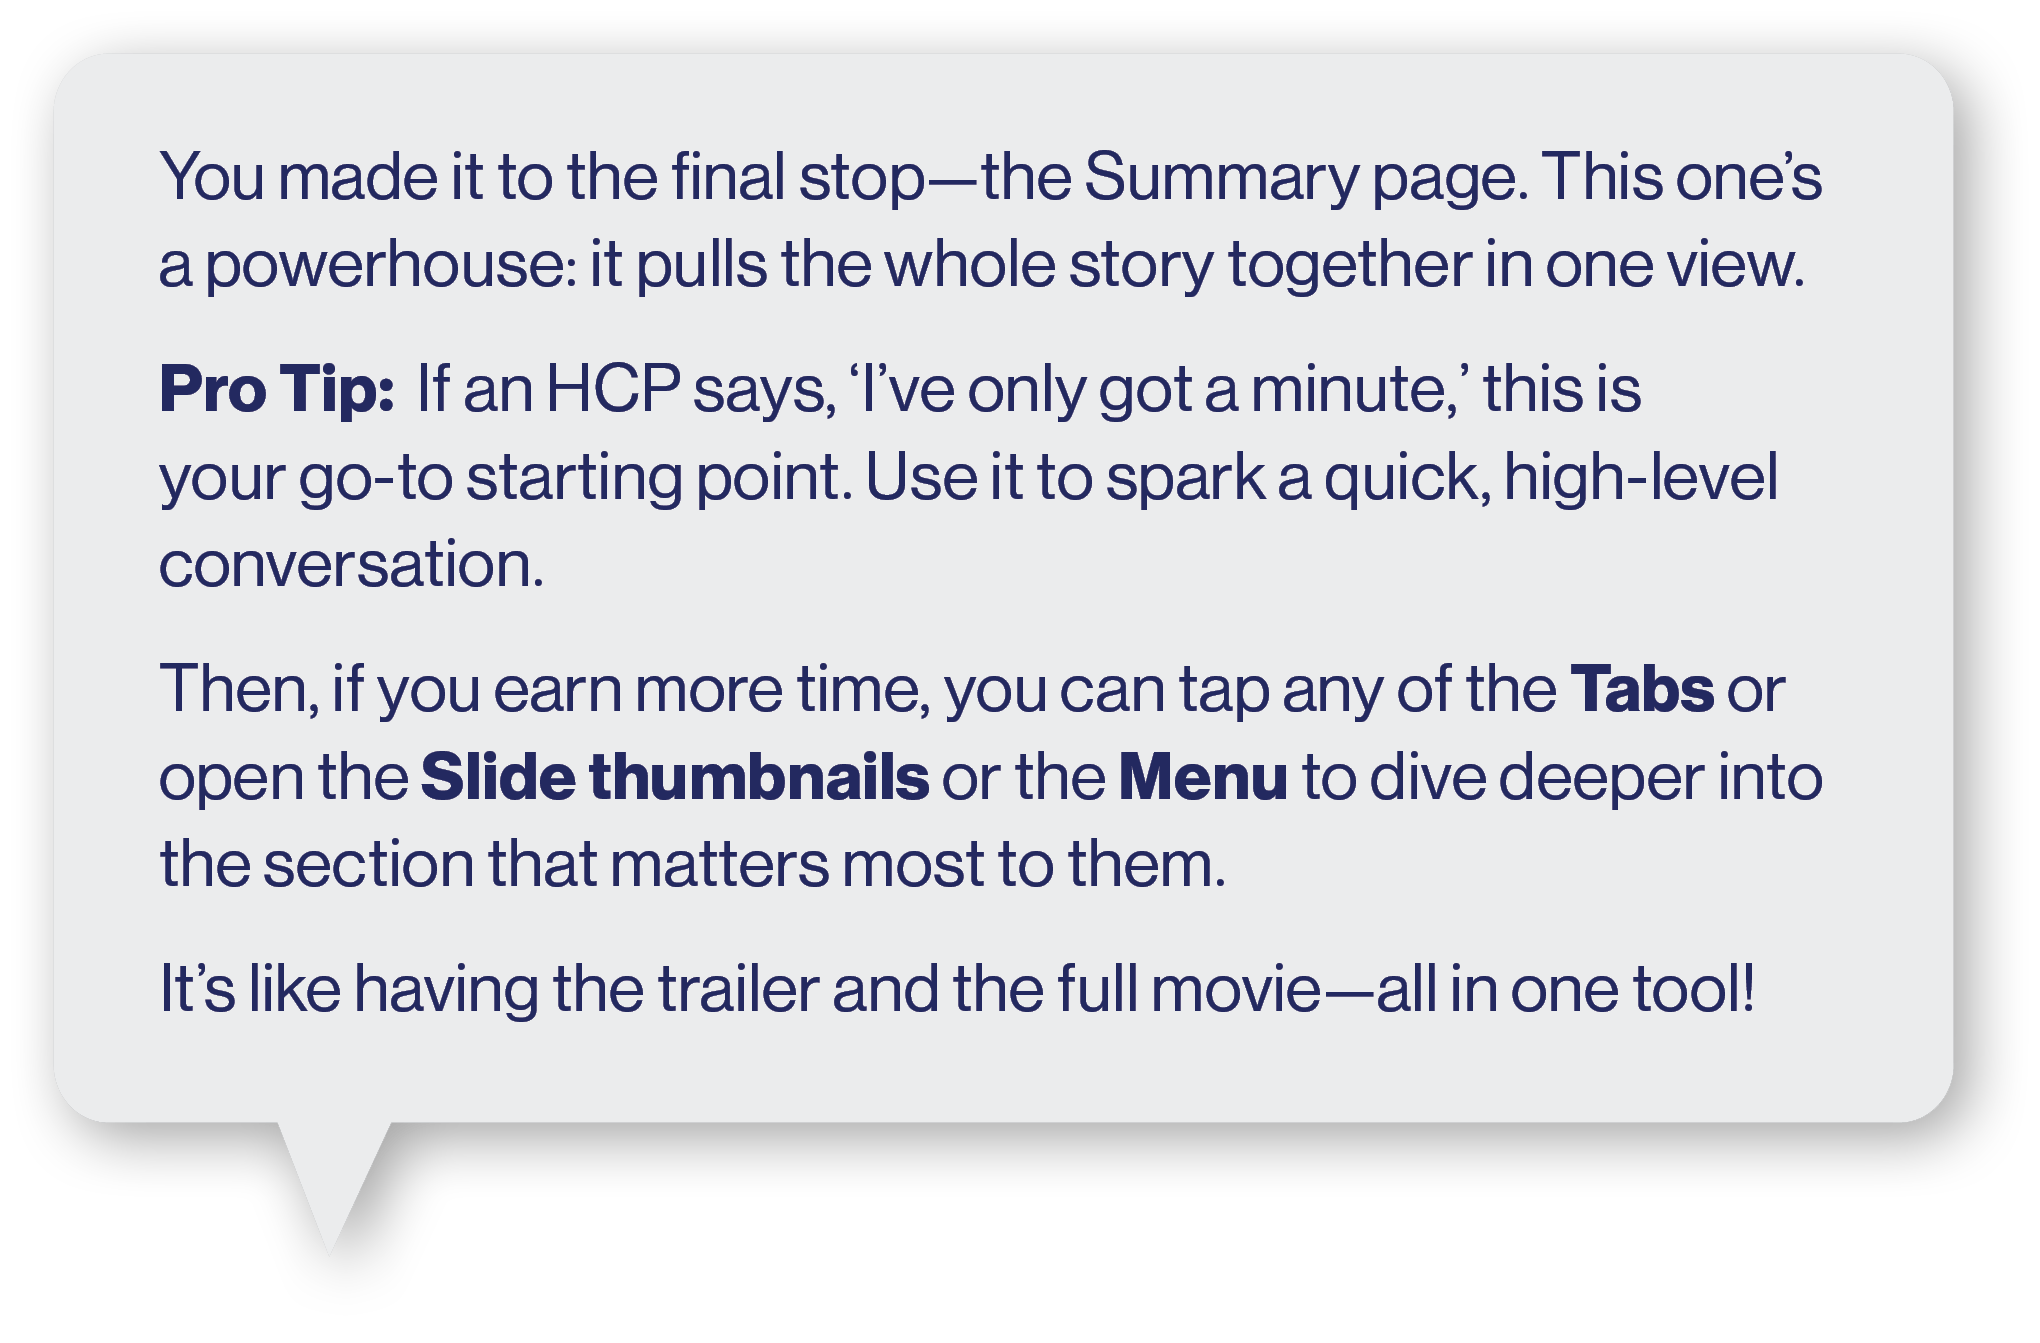 You made it to the final stop—the Summary page. This one’s
a powerhouse: it pulls the whole story together in one view.
Pro Tip: If an HCP says, ‘I’ve only got a minute,’ this is
your go-to starting point. Use it to spark a quick, high-level
conversation.
Then, if you earn more time, you can tap any of the Tabs or
open the Slide thumbnails or the Menu to dive deeper into
the section that matters most to them.
It’s like having the trailer and the full movie—all in one tool!